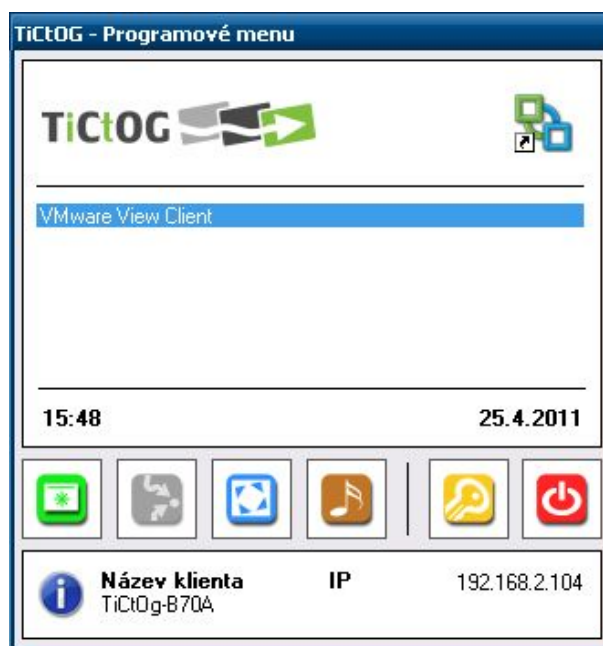 TiCtOG - Programové menu
TiCtOG
VMware View Client
15:48 25.4.2011
Název klienta IP 192.168.2.104
TiCtOg-B70A